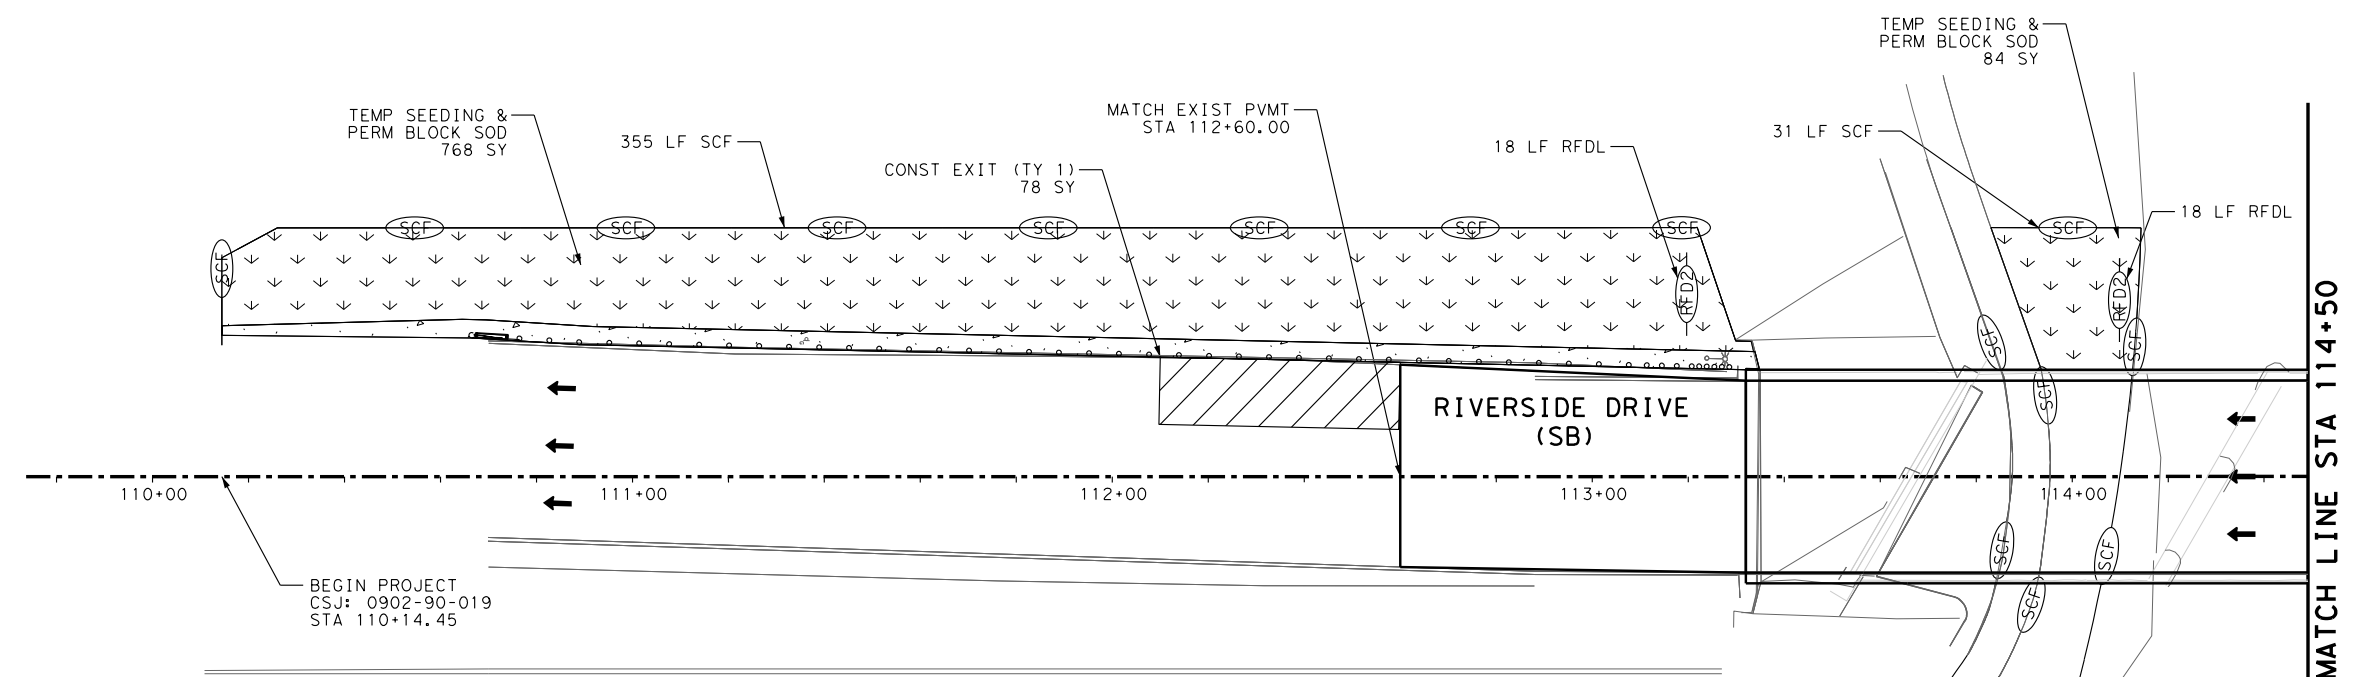 TEMP SEEDING &
PERM BLOCK SOD
84 SY
TEMP SEEDING &
PERM BLOCK SOD
768 SY
355 LF SCF
MATCH EXIST PVMT
STA 112+60.00
CONST EXIT (TY 1)
78 SY
18 LF RFDL
31 LF SCF
18 LF RFDL
SCF
SCF
SCF
SCF
SCF
SCF
SCF
SCF
SCF
RFD2
RFD2
SCF
SCF
SCF
RIVERSIDE DRIVE
(SB)
110+00
111+00
112+00
113+00
114+00
SCF
SCF
SCF
BEGIN PROJECT
CSJ: 0902-90-019
STA 110+14.45
MATCH LINE STA 114+50